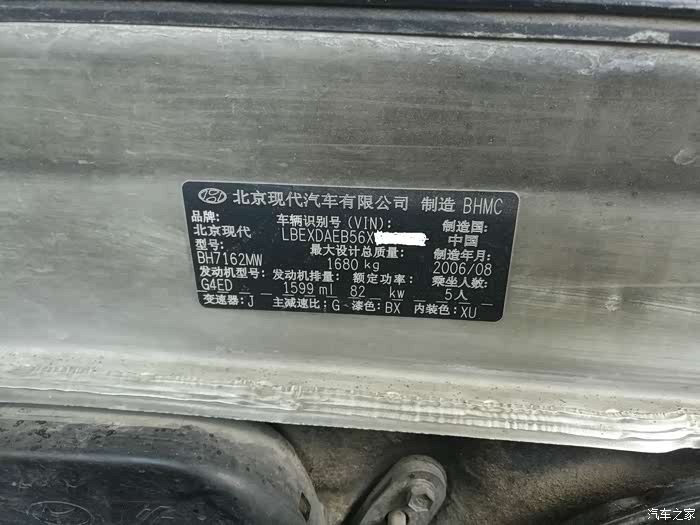 北京现代汽车有限公司 制造 BHMC
品牌: 车辆识别号(VIN): 制造国:
北京现代 LBEXDAEB56X 中国
型号: 最大设计总质量: 制造年月:
BH7162MW 1680 kg 2006/08
发动机型号: 发动机排量: 额定功率: 乘坐人数:
G4ED 1599 ml 82 kw 5人
变速器: J 主减速比: G 漆色: BX 内装色: XU
汽车之家